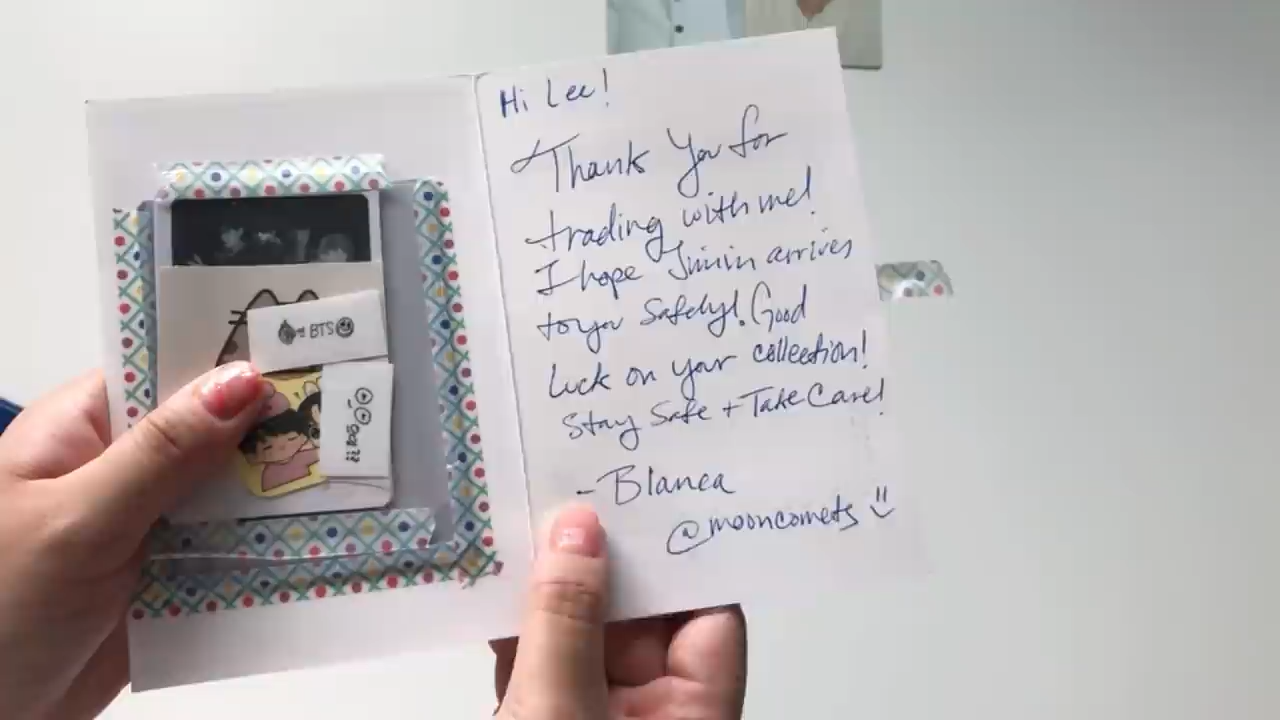 Hi Lee!
Thank You for
trading with me!
I hope Jimin arrives
to you Safely!. Good
luck on your collection!
Stay Safe + Take Care!
- Blanca
@mooncomets
BTS